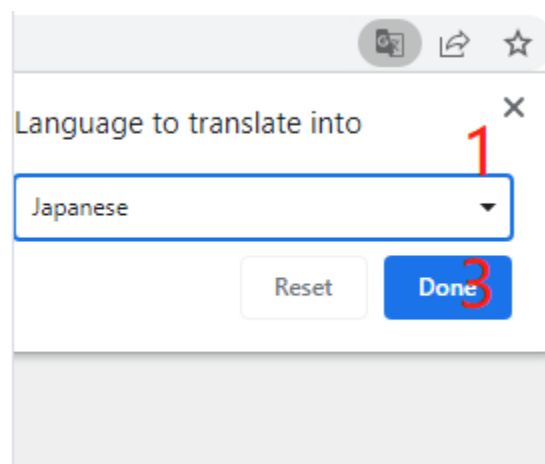 Language to translate into
1
Japanese
Reset
Done
3